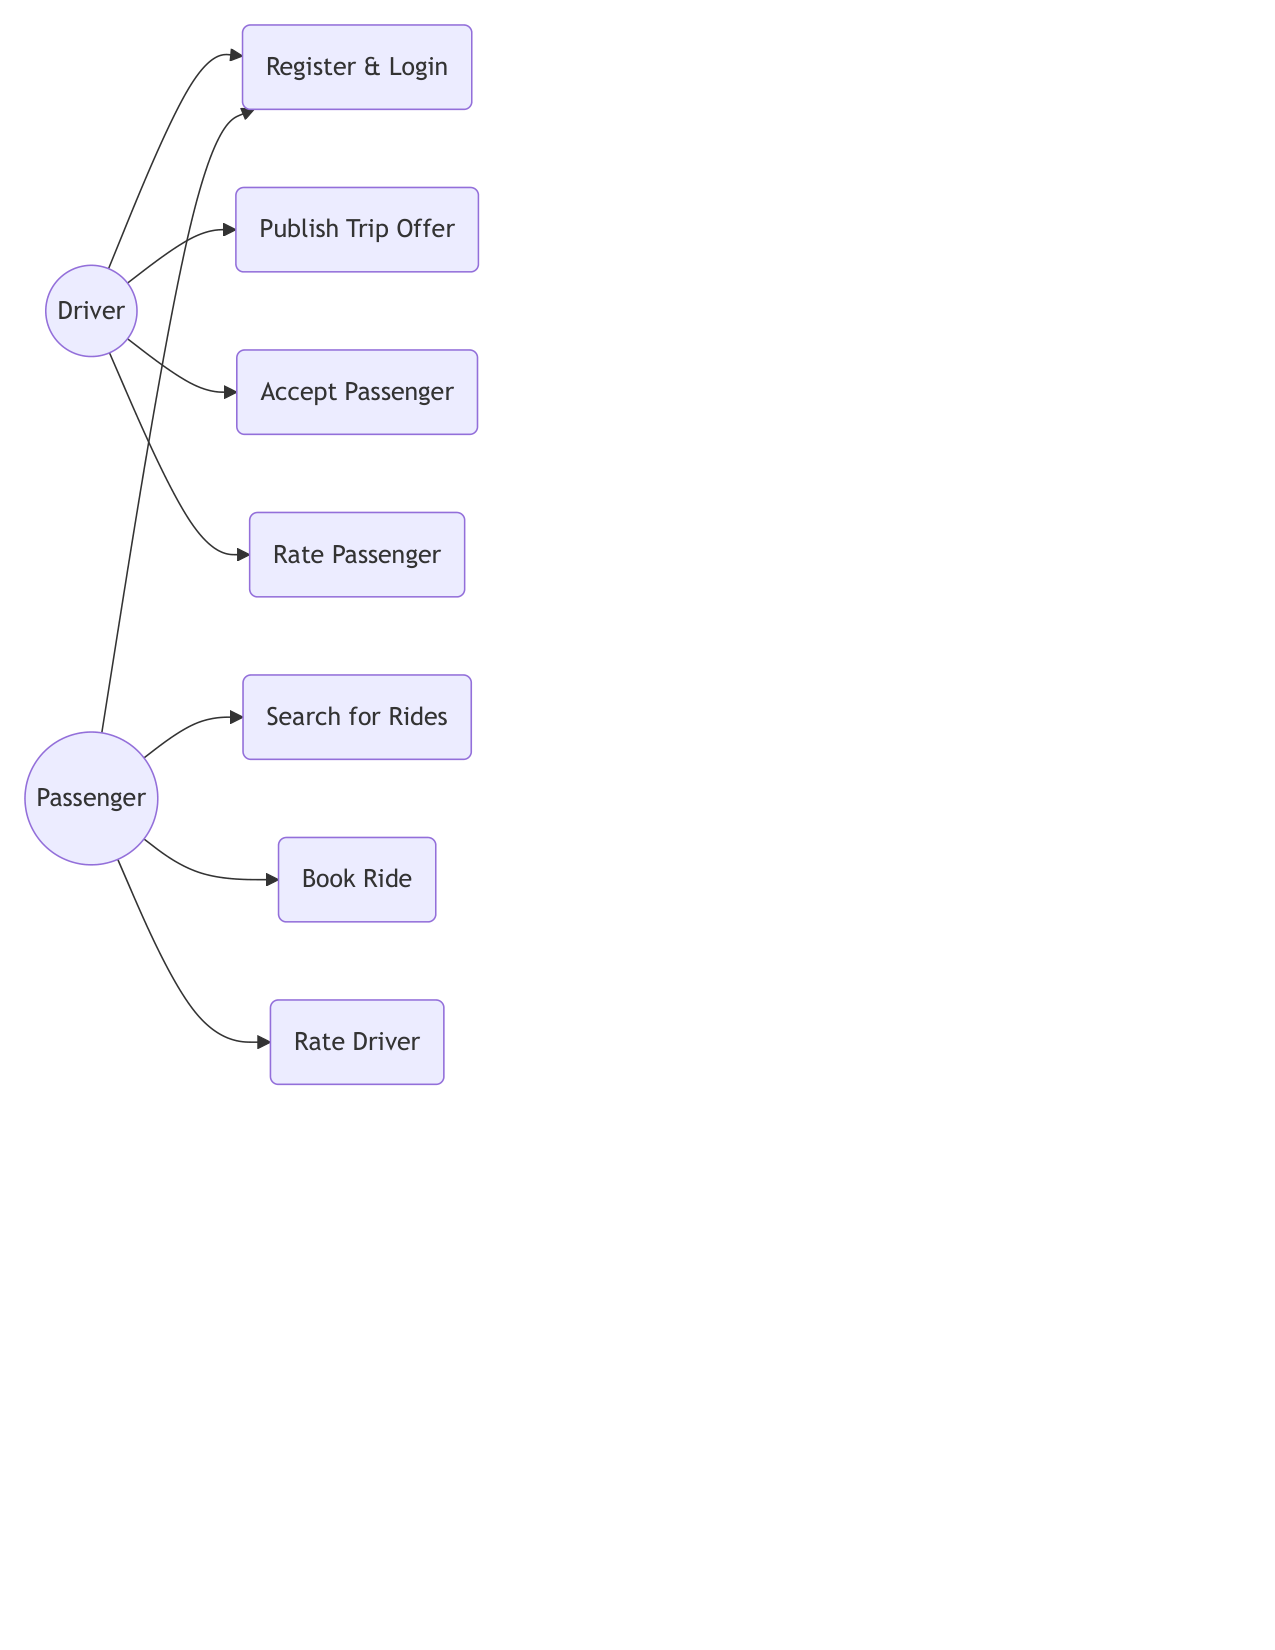 Register & Login
Publish Trip Offer
Driver
Accept Passenger
Rate Passenger
Search for Rides
Passenger
Book Ride
Rate Driver